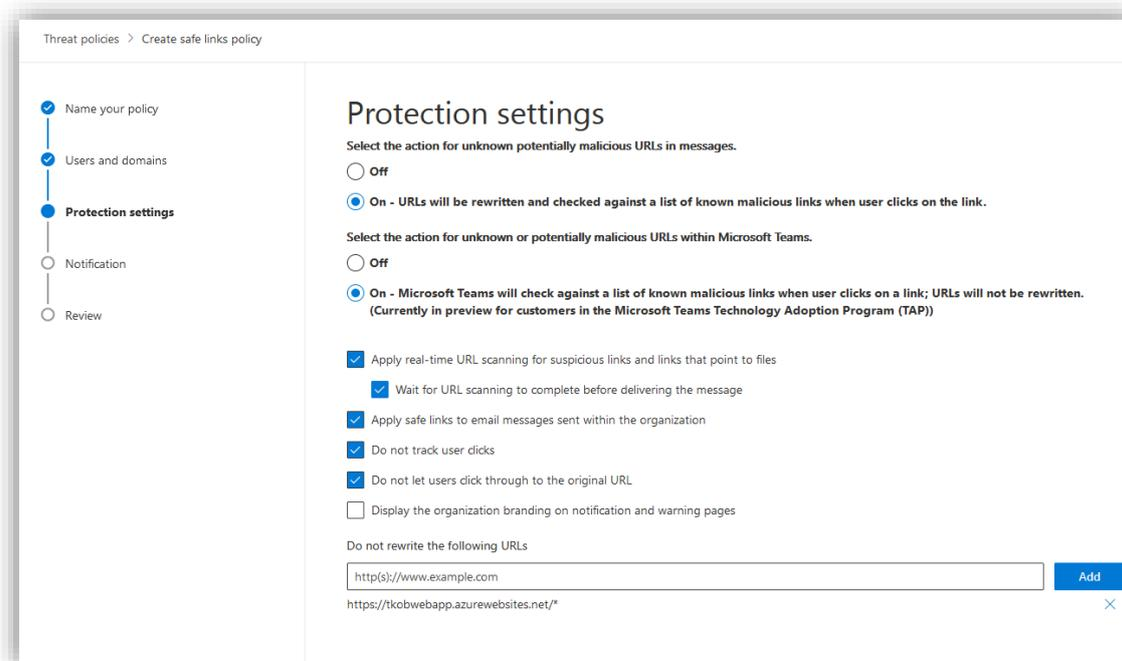 Threat policies > Create safe links policy
Name your policy
Users and domains
Protection settings
Notification
Review
Protection settings
Select the action for unknown potentially malicious URLs in messages.
Off
On - URLs will be rewritten and checked against a list of known malicious links when user clicks on the link.
Select the action for unknown or potentially malicious URLs within Microsoft Teams.
Off
On - Microsoft Teams will check against a list of known malicious links when user clicks on a link; URLs will not be rewritten.
(Currently in preview for customers in the Microsoft Teams Technology Adoption Program (TAP))
Apply real-time URL scanning for suspicious links and links that point to files
Wait for URL scanning to complete before delivering the message
Apply safe links to email messages sent within the organization
Do not track user clicks
Do not let users click through to the original URL
Display the organization branding on notification and warning pages
Do not rewrite the following URLs
http(s)://www.example.com
Add
https://tkobwebapp.azurewebsites.net/*